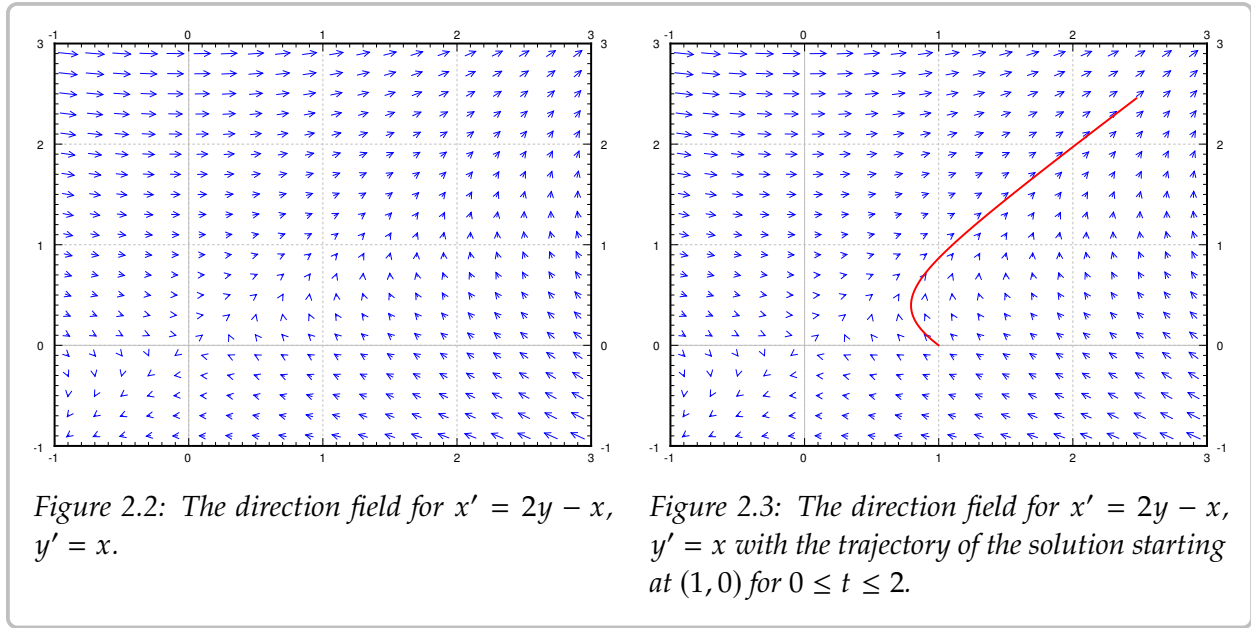 -1 0 1 2 3
3 3
2 2
1 1
0 0
-1 -1
-1 0 1 2 3
-1 0 1 2 3
3 3
2 2
1 1
0 0
-1 -1
-1 0 1 2 3
Figure 2.2: The direction field for x′ = 2y − x,
y′ = x.
Figure 2.3: The direction field for x′ = 2y − x,
y′ = x with the trajectory of the solution starting
at (1, 0) for 0 ≤ t ≤ 2.